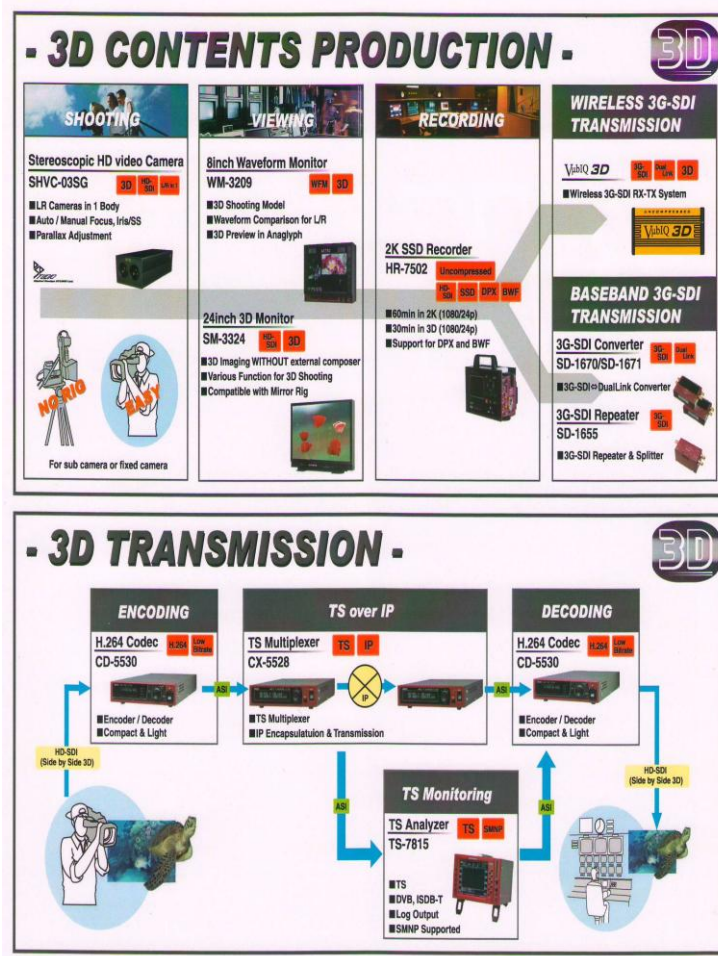 - 3D CONTENTS PRODUCTION -
3D
SHOOTING
Stereoscopic HD video Camera
SHVC-03SG
3D
HD-SDI
■LR Cameras in 1 Body
■Auto / Manual Focus, Iris/SS
■Parallax Adjustment
NO RIG
EASY
For sub camera or fixed camera
VIEWING
8inch Waveform Monitor
WM-3209
WFM
3D
■3D Shooting Model
■Waveform Comparison for L/R
■3D Preview in Anaglyph
24inch 3D Monitor
SM-3324
HD-SDI
3D
■3D Imaging WITHOUT external composer
■Various Function for 3D Shooting
■Compatible with Mirror Rig
RECORDING
2K SSD Recorder
HR-7502
Uncompressed
HD-SDI
SSD
DPX
BWF
■60min in 2K (1080/24p)
■30min in 3D (1080/24p)
■Support for DPX and BWF
WIRELESS 3G-SDI
TRANSMISSION
VubIQ 3D
3G-SDI
Dual Link
3D
■Wireless 3G-SDI RX-TX System
UNCOMPRESSED
VubIQ 3D
BASEBAND 3G-SDI
TRANSMISSION
3G-SDI Converter
SD-1670/SD-1671
3G-SDI
Dual Link
■3G-SDI⇔DualLink Converter
3G-SDI Repeater
SD-1655
3G-SDI
■3G-SDI Repeater & Splitter
- 3D TRANSMISSION -
3D
ENCODING
H.264 Codec
CD-5530
H.264
Low Bitrate
■Encoder / Decoder
■Compact & Light
HD-SDI
(Side by Side 3D)
ASI
TS over IP
TS Multiplexer
CX-5528
TS
IP
IP
■TS Multiplexer
■IP Encapsulatuion & Transmission
ASI
DECODING
H.264 Codec
CD-5530
H.264
Low Bitrate
■Encoder / Decoder
■Compact & Light
HD-SDI
(Side by Side 3D)
ASI
TS Monitoring
TS Analyzer
TS-7815
TS
SMNP
■TS
■DVB, ISDB-T
■Log Output
■SMNP Supported
ASI